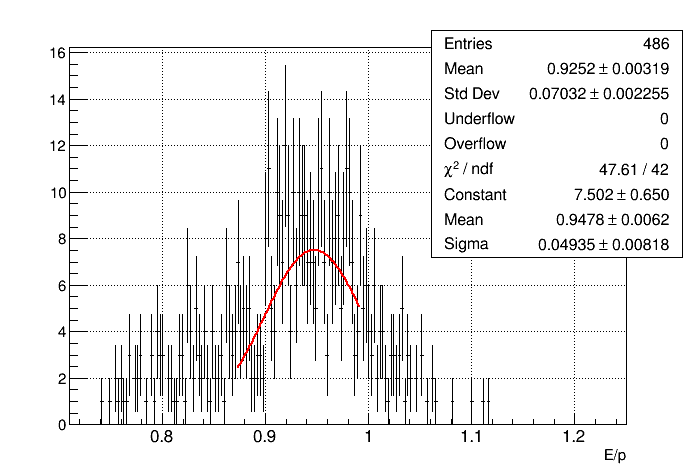 Entries 486
Mean 0.9252 ± 0.00319
Std Dev 0.07032 ± 0.002255
Underflow 0
Overflow 0
χ² / ndf 47.61 / 42
Constant 7.502 ± 0.650
Mean 0.9478 ± 0.0062
Sigma 0.04935 ± 0.00818
16
14
12
10
8
6
4
2
0
0.8 0.9 1 1.1 1.2
E/p